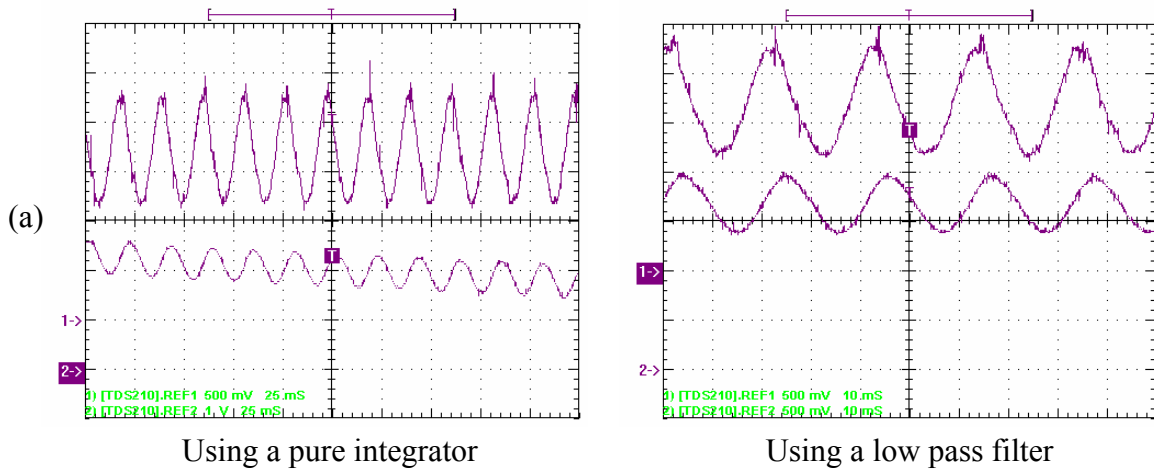 T
T
(a)
T
T
1->
1->
2->
2->
1) [TDS210].REF1 500 mV 25 mS
2) [TDS210].REF2 1 V 25 mS
1) [TDS210].REF1 500 mV 10 mS
2) [TDS210].REF2 500 mV 10 mS
Using a pure integrator
Using a low pass filter